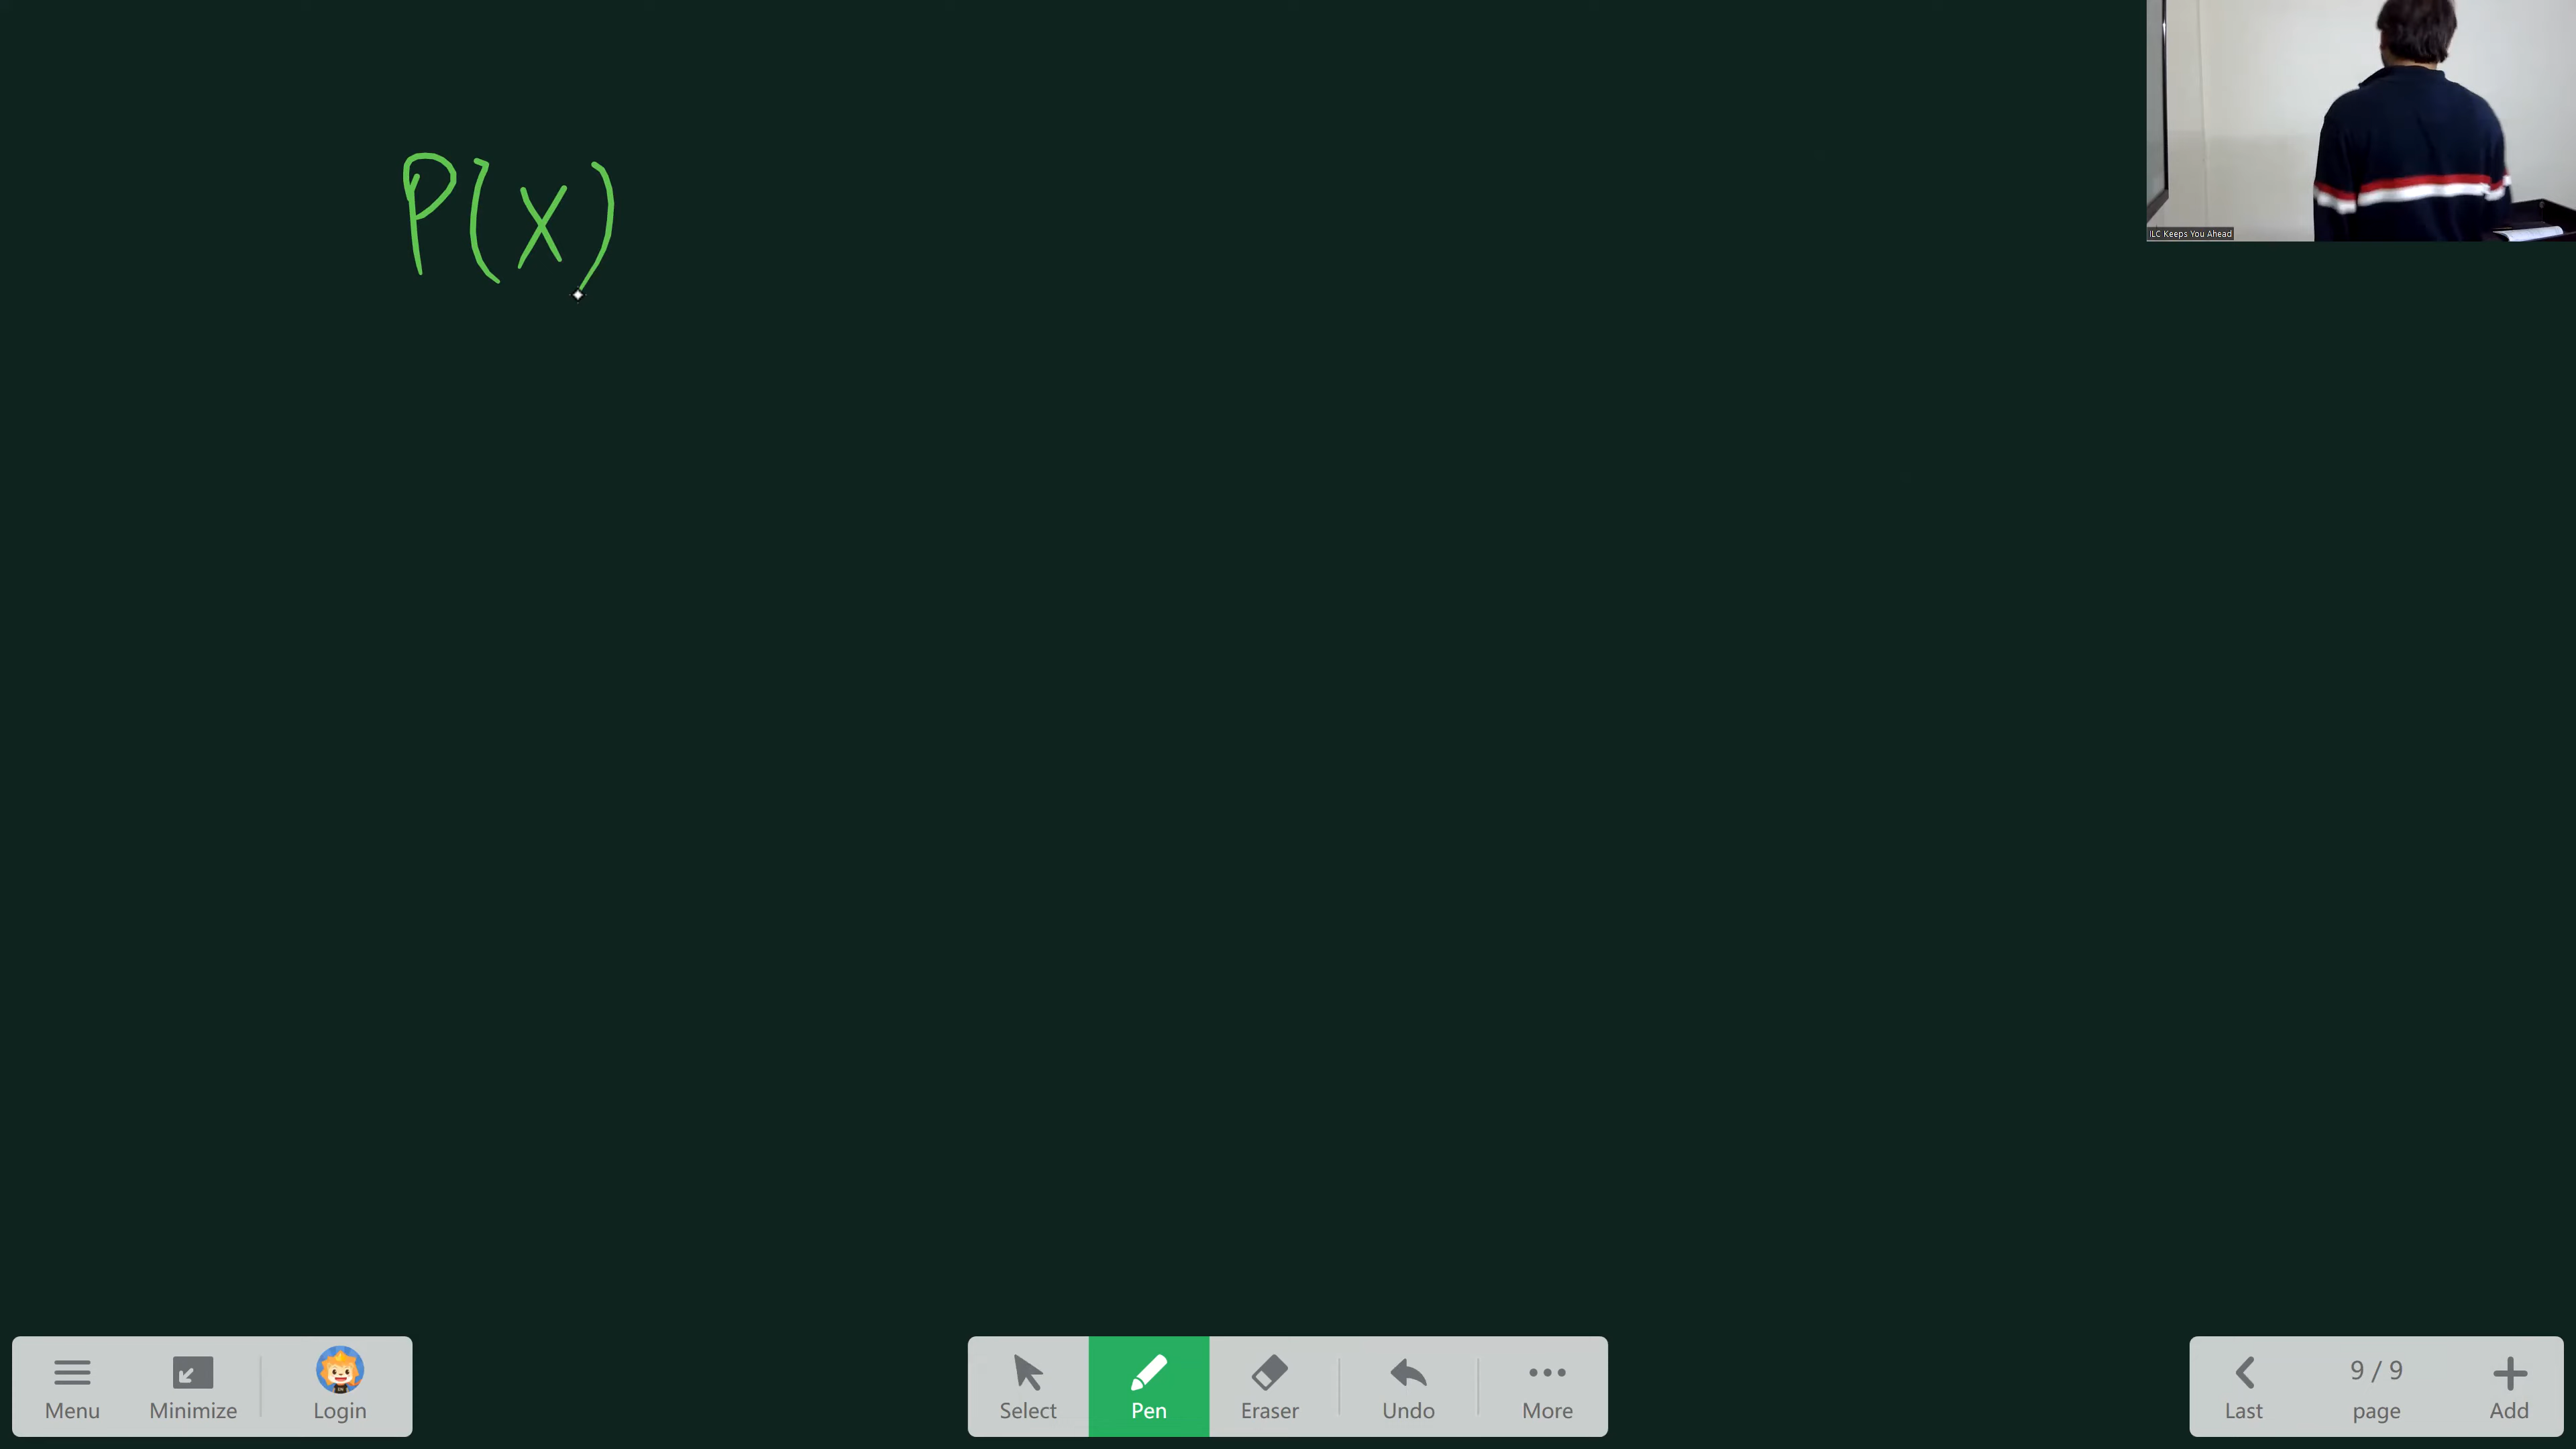 P(x)
ILC Keeps You Ahead
Menu
Minimize
Login
Select
Pen
Eraser
Undo
More
Last
9 / 9
page
Add